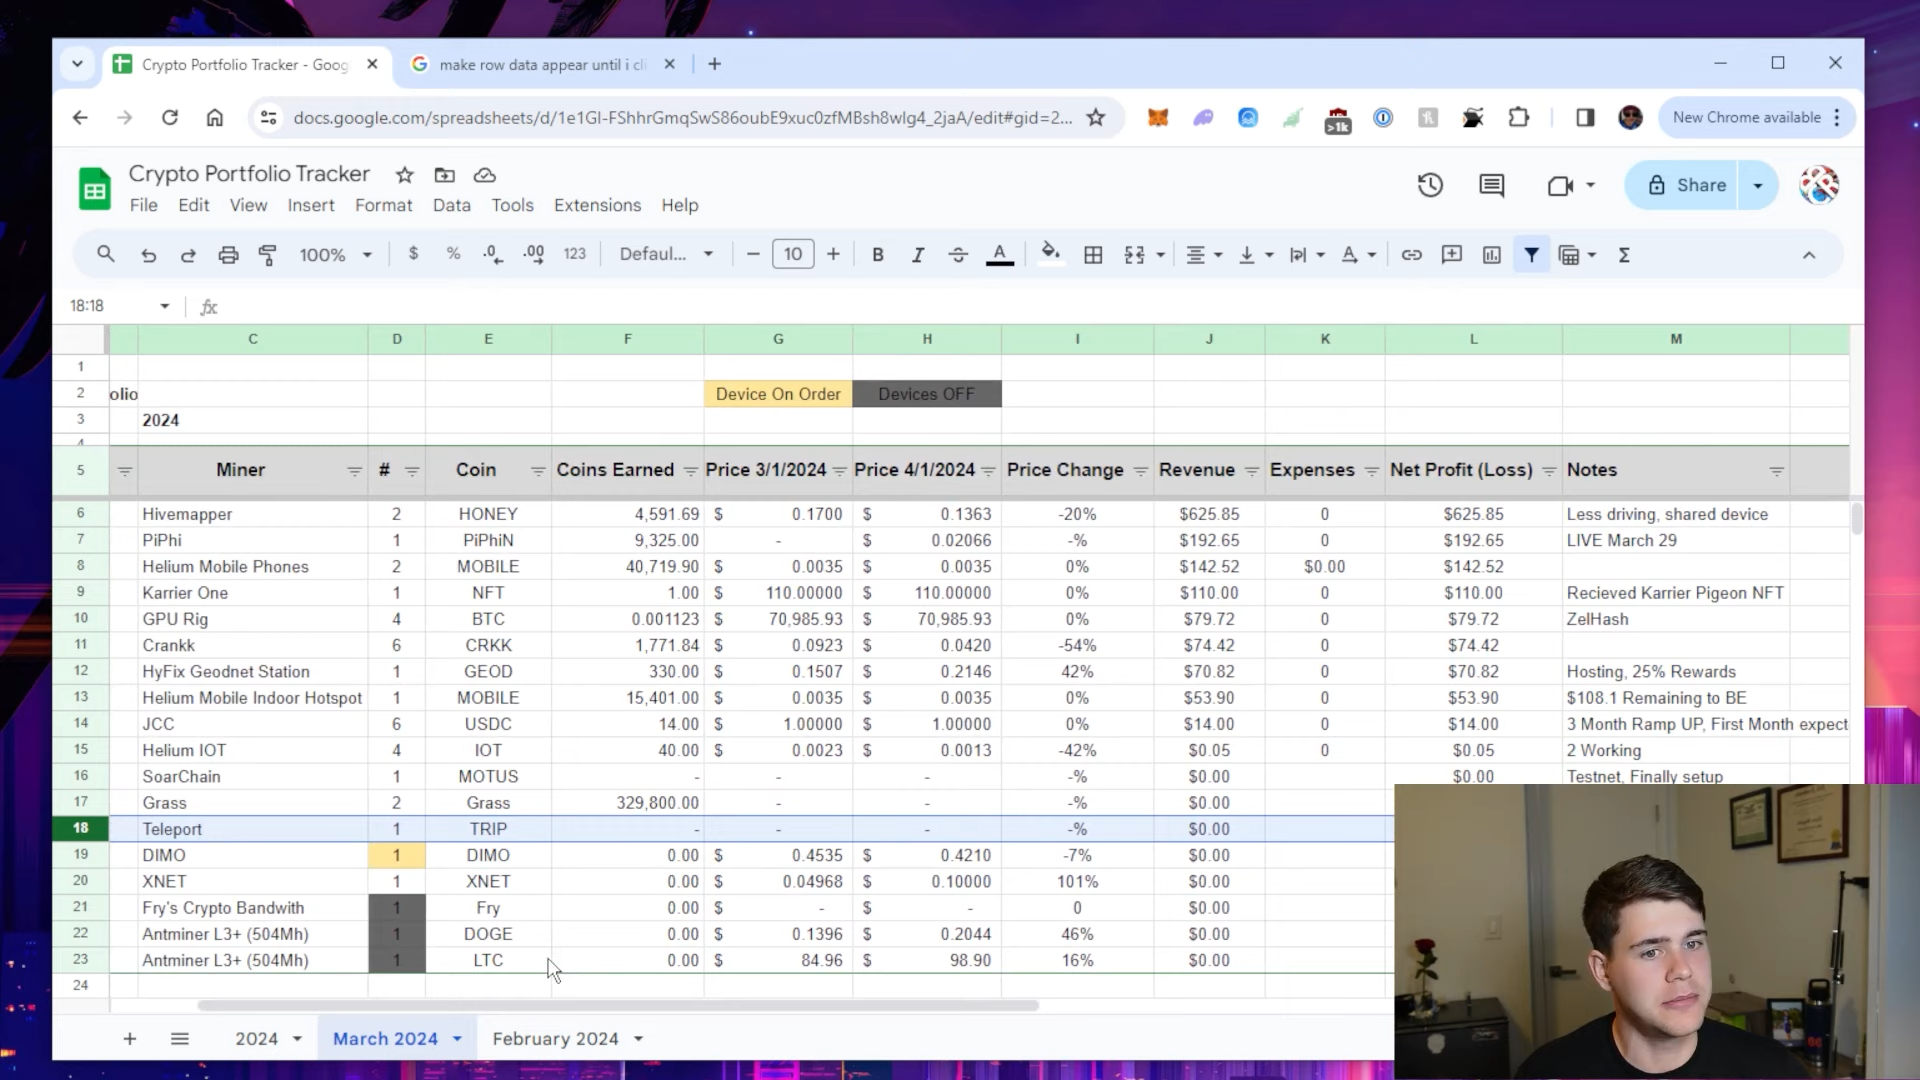 Crypto Portfolio Tracker - Goog
make row data appear until i cli
docs.google.com/spreadsheets/d/1e1Gl-FShhrGmqSwS86oubE9xuc0zfMBsh8wlg4_2jaA/edit#gid=2...
>1k
New Chrome available
Crypto Portfolio Tracker
File Edit View Insert Format Data Tools Extensions Help
Share
100% $ % .0 .00 123 Defaul... 10 B I A
18:18 fx
C D E F G H I J K L M
1
2 olio Device On Order Devices OFF
3 2024
4
5 Miner # Coin Coins Earned Price 3/1/2024 Price 4/1/2024 Price Change Revenue Expenses Net Profit (Loss) Notes
6 Hivemapper 2 HONEY 4,591.69 $ 0.1700 $ 0.1363 -20% $625.85 0 $625.85 Less driving, shared device
7 PiPhi 1 PiPhiN 9,325.00 - $ 0.02066 -% $192.65 0 $192.65 LIVE March 29
8 Helium Mobile Phones 2 MOBILE 40,719.90 $ 0.0035 $ 0.0035 0% $142.52 $0.00 $142.52
9 Karrier One 1 NFT 1.00 $ 110.00000 $ 110.00000 0% $110.00 0 $110.00 Recieved Karrier Pigeon NFT
10 GPU Rig 4 BTC 0.001123 $ 70,985.93 $ 70,985.93 0% $79.72 0 $79.72 ZelHash
11 Crankk 6 CRKK 1,771.84 $ 0.0923 $ 0.0420 -54% $74.42 0 $74.42
12 HyFix Geodnet Station 1 GEOD 330.00 $ 0.1507 $ 0.2146 42% $70.82 0 $70.82 Hosting, 25% Rewards
13 Helium Mobile Indoor Hotspot 1 MOBILE 15,401.00 $ 0.0035 $ 0.0035 0% $53.90 0 $53.90 $108.1 Remaining to BE
14 JCC 6 USDC 14.00 $ 1.00000 $ 1.00000 0% $14.00 0 $14.00 3 Month Ramp UP, First Month expect
15 Helium IOT 4 IOT 40.00 $ 0.0023 $ 0.0013 -42% $0.05 0 $0.05 2 Working
16 SoarChain 1 MOTUS - - - -% $0.00 $0.00 Testnet, Finally setup
17 Grass 2 Grass 329,800.00 - - -% $0.00
18 Teleport 1 TRIP - - - -% $0.00
19 DIMO 1 DIMO 0.00 $ 0.4535 $ 0.4210 -7% $0.00
20 XNET 1 XNET 0.00 $ 0.04968 $ 0.10000 101% $0.00
21 Fry's Crypto Bandwith 1 Fry 0.00 $ - $ - 0 $0.00
22 Antminer L3+ (504Mh) 1 DOGE 0.00 $ 0.1396 $ 0.2044 46% $0.00
23 Antminer L3+ (504Mh) 1 LTC 0.00 $ 84.96 $ 98.90 16% $0.00
24
2024 March 2024 February 2024